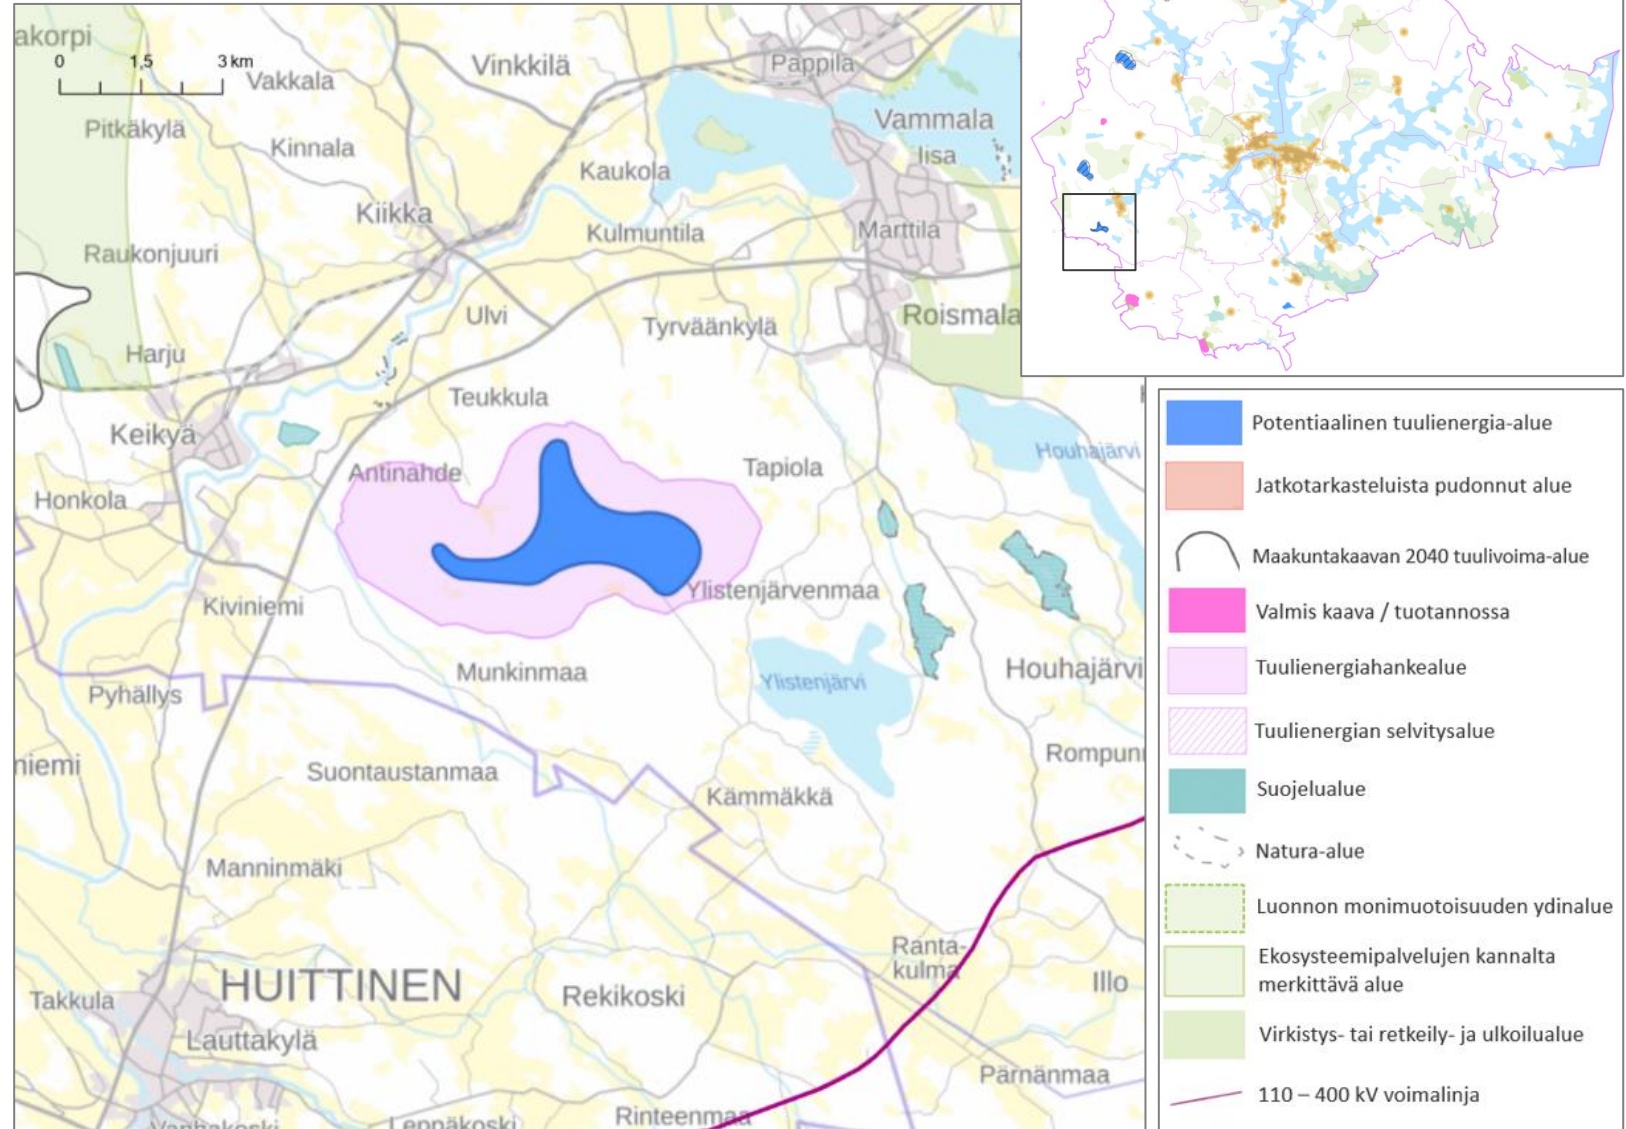 akorpi
0 1,5 3 km
Vakkala
Vinkkilä
Pappila
Pitkäkylä
Kinnala
Vammala
Iisa
Kaukola
Kiikka
Kulmuntila
Marttila
Raukonjuuri
Ulvi
Tyrväänkylä
Roismala
Harju
Teukkula
Keikyä
Houhajärvi
Antinahde
Tapiola
Honkola
Kiviniemi
Ylistenjärvenmaa
Munkinmaa
Ylistenjärvi
Houhajärvi
Pyhällys
niemi
Suontaustanmaa
Rompun
Kämmäkkä
Manninmäki
HUITTINEN
Ranta-
kulma
Takkula
Rekikoski
Illo
Lauttakylä
Pärnänmaa
Vanhakoski
Leppäkoski
Rinteenmaa
Potentiaalinen tuulienergia-alue
Jatkotarkasteluista pudonnut alue
Maakuntakaavan 2040 tuulivoima-alue
Valmis kaava / tuotannossa
Tuulienergiahankealue
Tuulienergian selvitysalue
Suojelualue
Natura-alue
Luonnon monimuotoisuuden ydinalue
Ekosysteemipalvelujen kannalta
merkittävä alue
Virkistys- tai retkeily- ja ulkoilualue
110 – 400 kV voimalinja